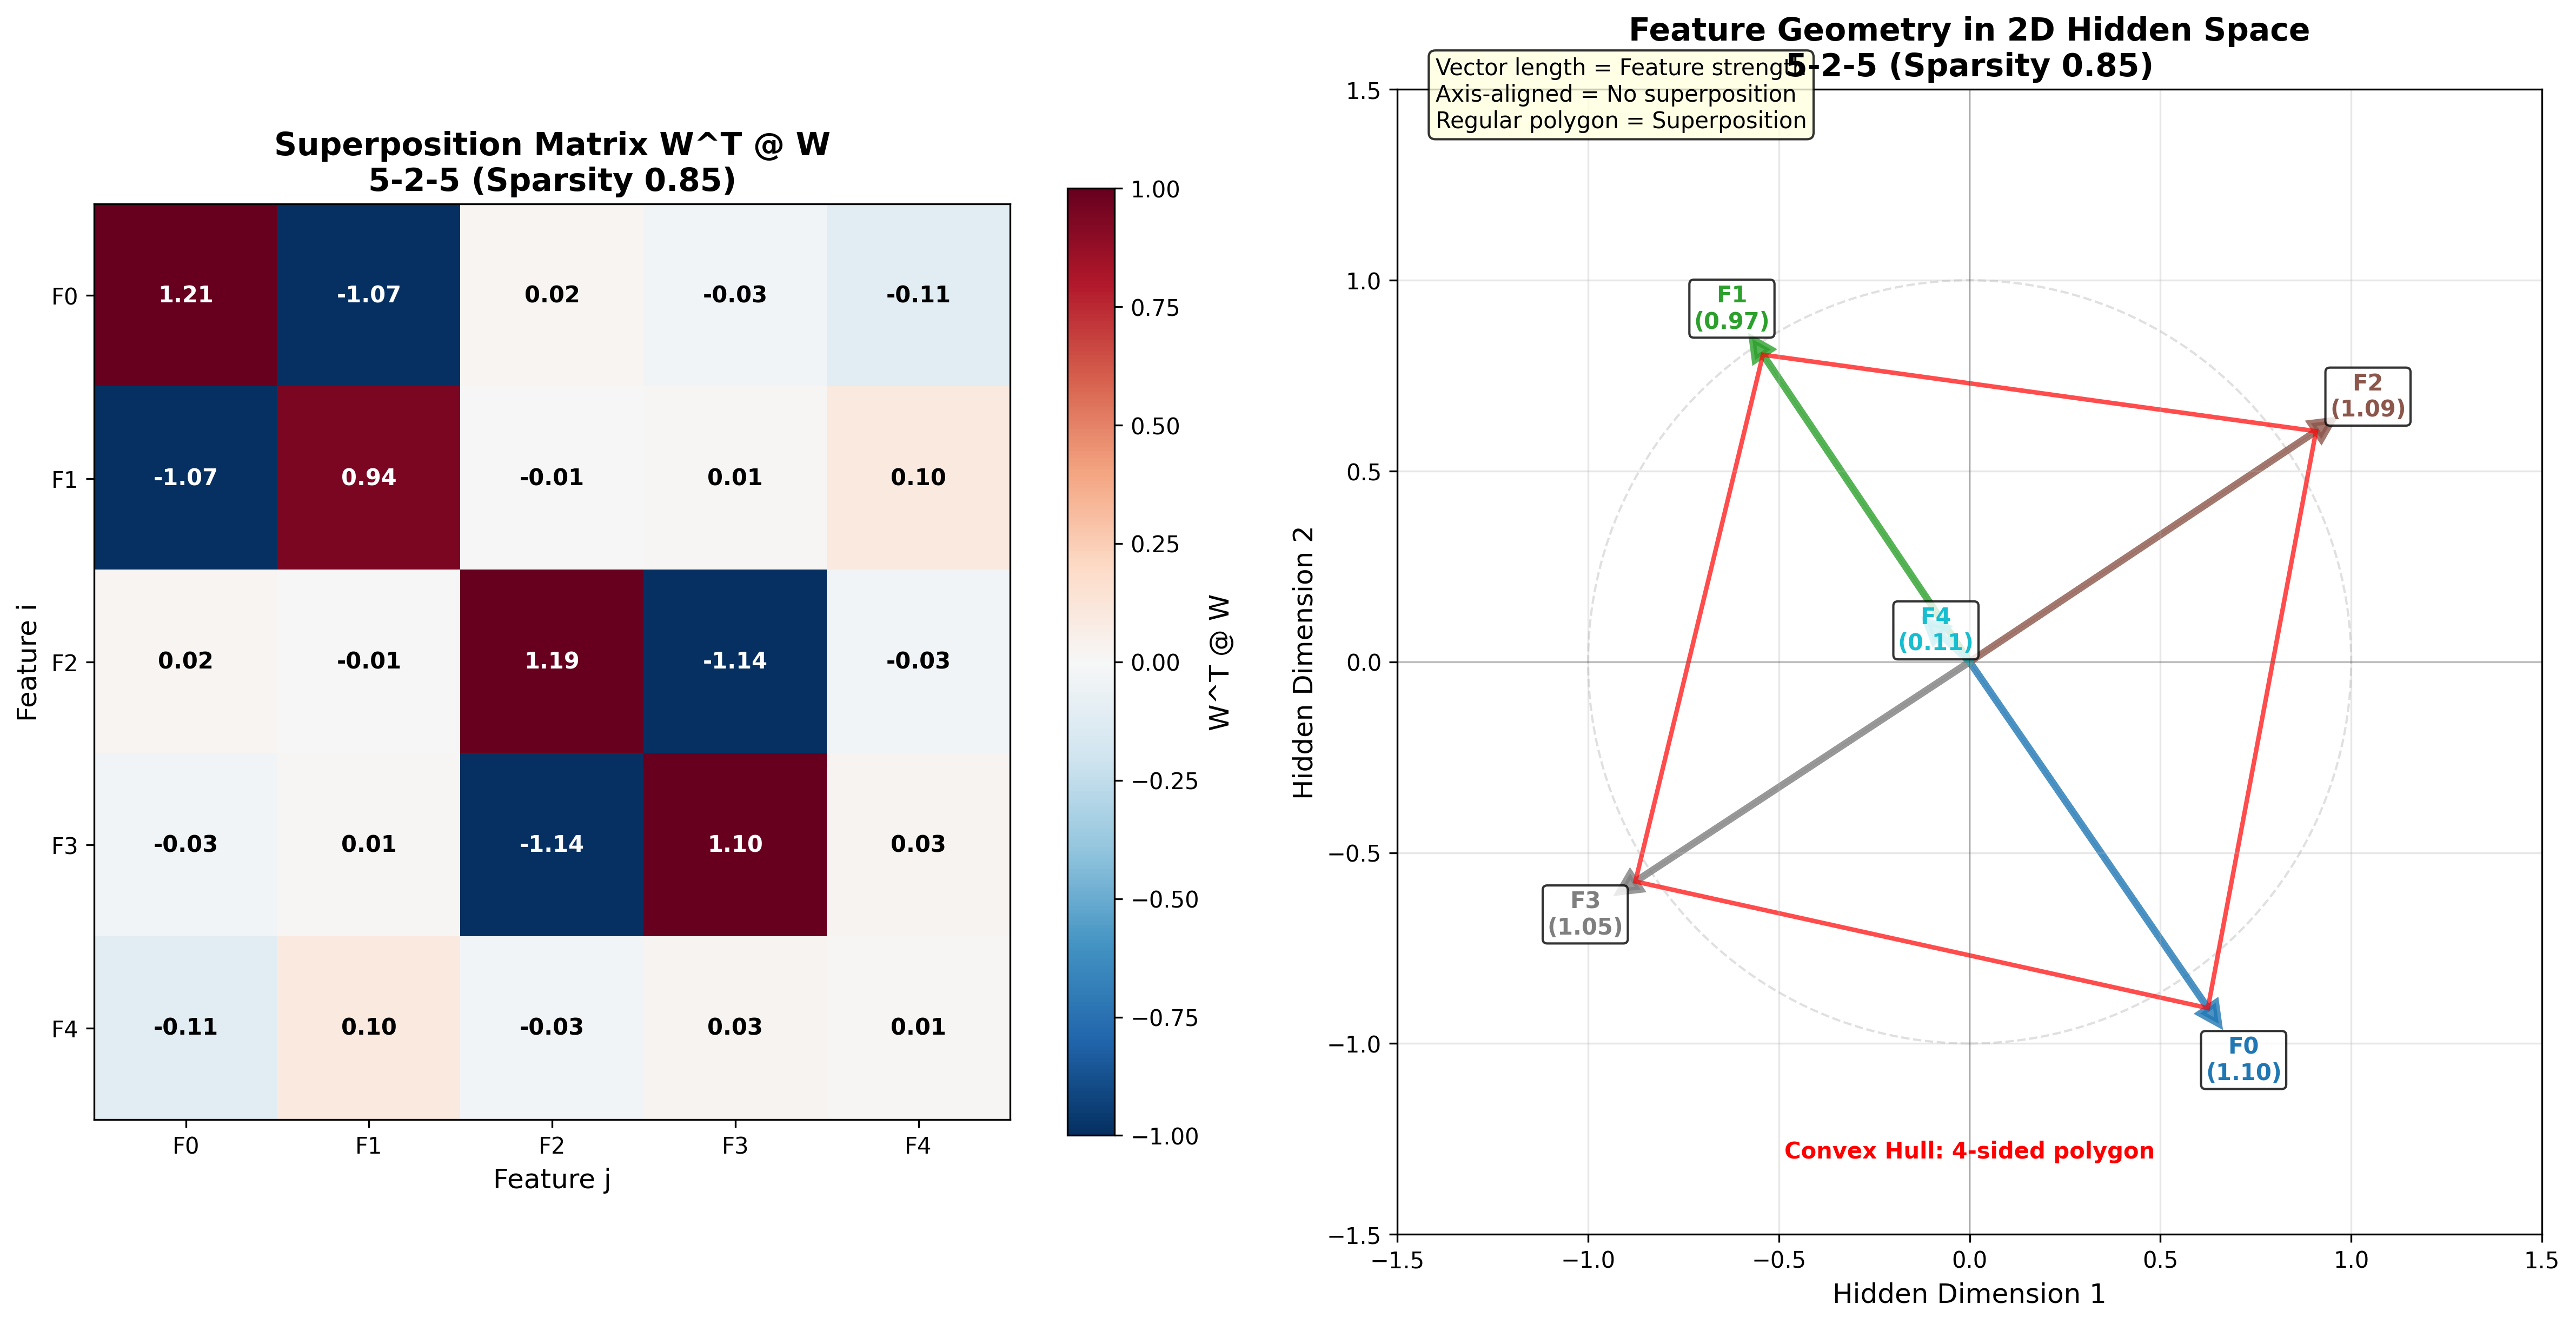 Superposition Matrix W^T @ W
5-2-5 (Sparsity 0.85)
F0
1.21
-1.07
0.02
-0.03
-0.11
F1
-1.07
0.94
-0.01
0.01
0.10
F2
0.02
-0.01
1.19
-1.14
-0.03
F3
-0.03
0.01
-1.14
1.10
0.03
F4
-0.11
0.10
-0.03
0.03
0.01
F0
F1
F2
F3
F4
Feature j
Feature i
1.00
0.75
0.50
0.25
0.00
−0.25
−0.50
−0.75
−1.00
W^T @ W
Feature Geometry in 2D Hidden Space
5-2-5 (Sparsity 0.85)
Vector length = Feature strength
Axis-aligned = No superposition
Regular polygon = Superposition
1.5
1.0
0.5
0.0
−0.5
−1.0
−1.5
Hidden Dimension 2
F1
(0.97)
F2
(1.09)
F4
(0.11)
F3
(1.05)
F0
(1.10)
Convex Hull: 4-sided polygon
−1.5
−1.0
−0.5
0.0
0.5
1.0
1.5
Hidden Dimension 1